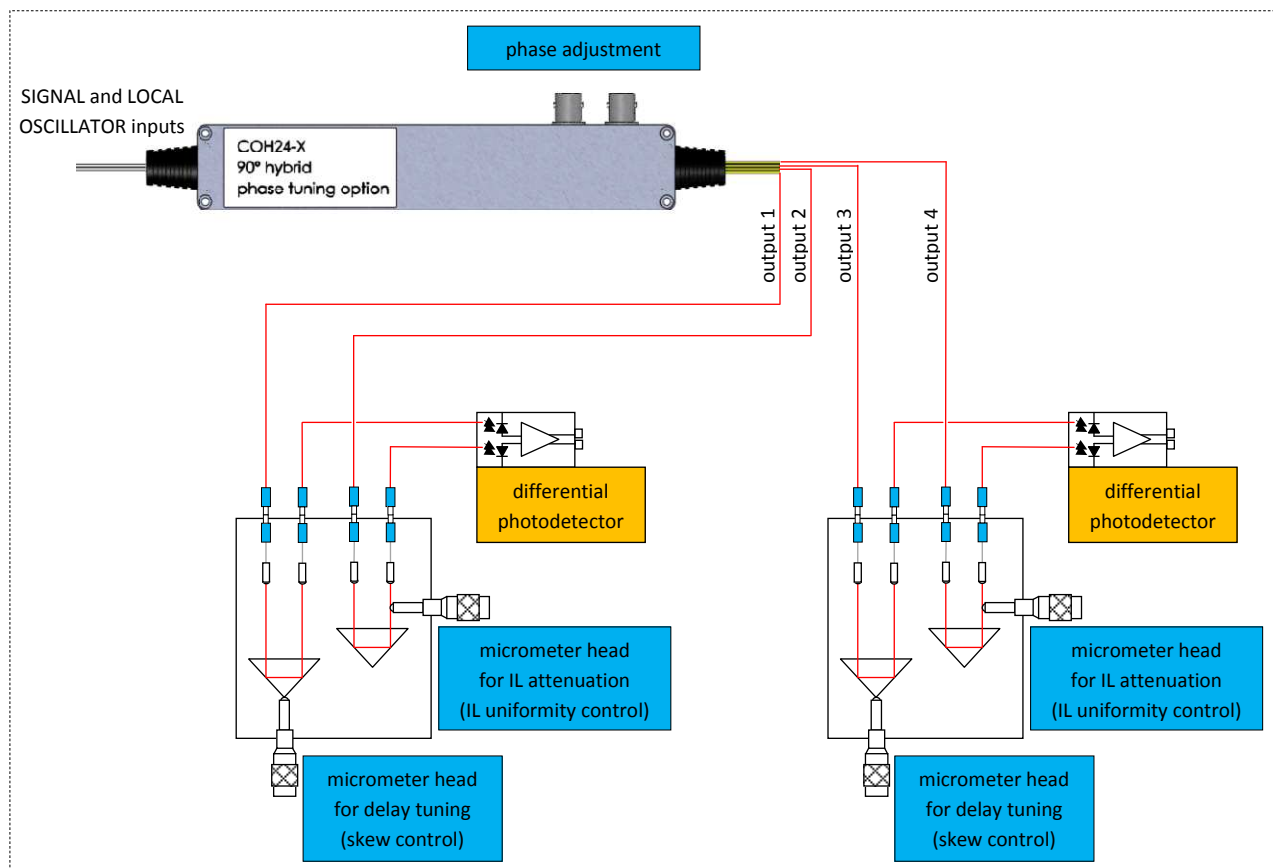 phase adjustment
SIGNAL and LOCAL
OSCILLATOR inputs
COH24-X
90° hybrid
phase tuning option
output 1
output 2
output 3
output 4
differential
photodetector
differential
photodetector
micrometer head
for IL attenuation
(IL uniformity control)
micrometer head
for IL attenuation
(IL uniformity control)
micrometer head
for delay tuning
(skew control)
micrometer head
for delay tuning
(skew control)